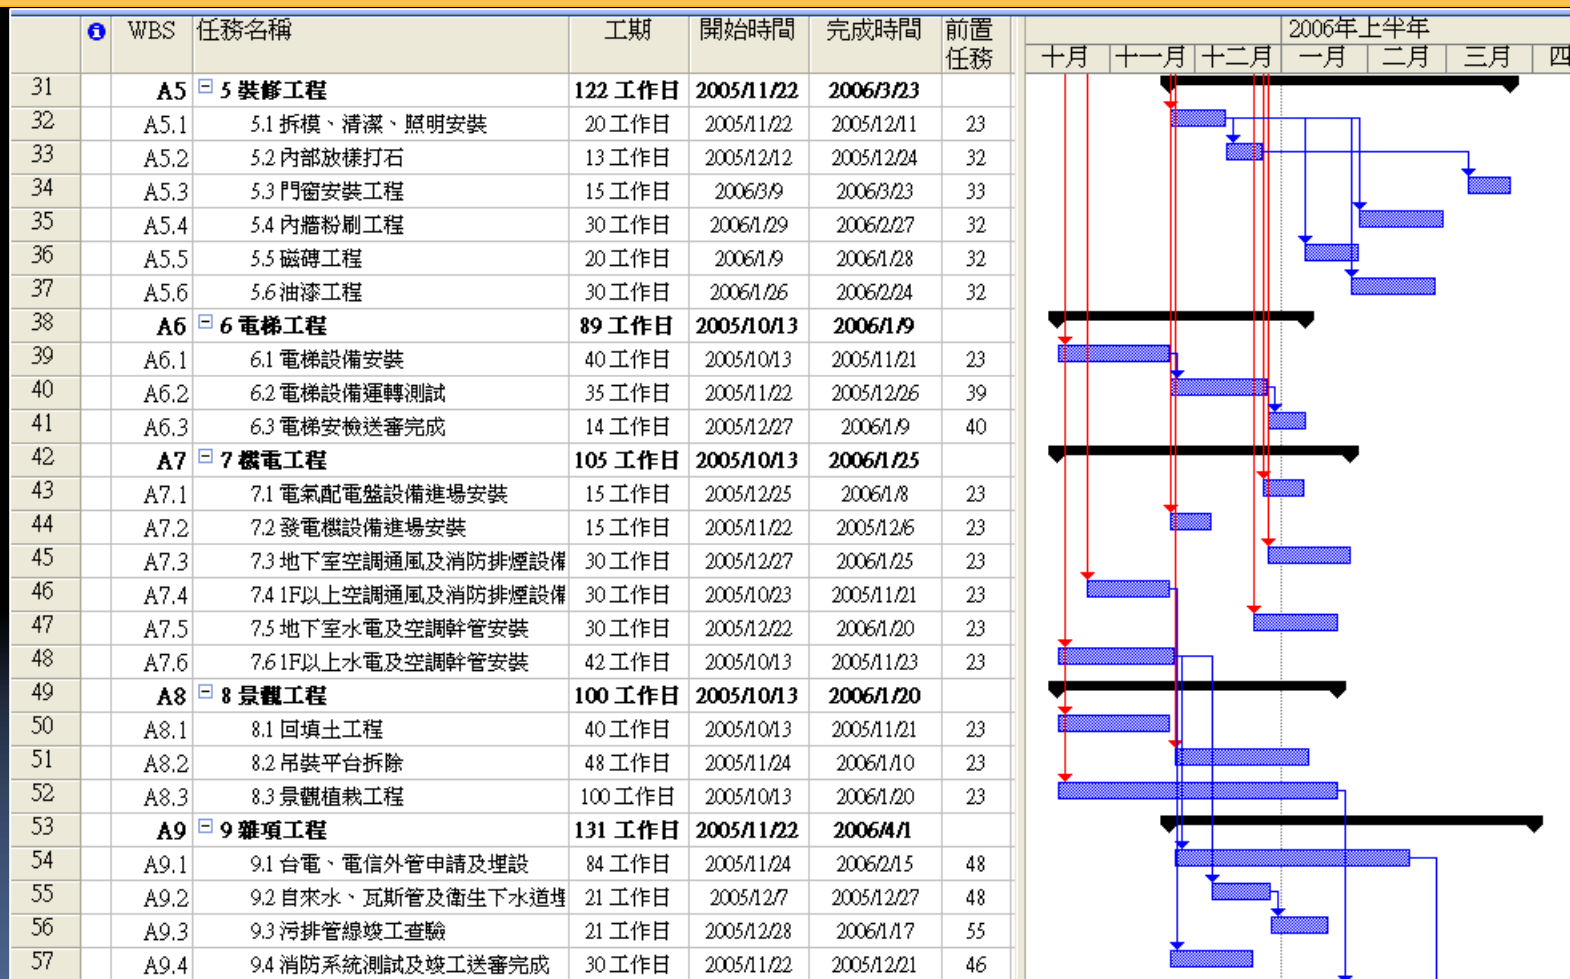 WBS 任務名稱 工期 開始時間 完成時間 前置任務 2006年上半年
十月 十一月 十二月 一月 二月 三月 四
31 A5 5 裝修工程 122 工作日 2005/11/22 2006/3/23
32 A5.1 5.1 拆模、清潔、照明安裝 20 工作日 2005/11/22 2005/12/11 23
33 A5.2 5.2 內部放樣打石 13 工作日 2005/12/12 2005/12/24 32
34 A5.3 5.3 門窗安裝工程 15 工作日 2006/3/9 2006/3/23 33
35 A5.4 5.4 內牆粉刷工程 30 工作日 2006/1/29 2006/2/27 32
36 A5.5 5.5 磁磚工程 20 工作日 2006/1/9 2006/1/28 32
37 A5.6 5.6 油漆工程 30 工作日 2006/1/26 2006/2/24 32
38 A6 6 電梯工程 89 工作日 2005/10/13 2006/1/9
39 A6.1 6.1 電梯設備安裝 40 工作日 2005/10/13 2005/11/21 23
40 A6.2 6.2 電梯設備運轉測試 35 工作日 2005/11/22 2005/12/26 39
41 A6.3 6.3 電梯安檢送審完成 14 工作日 2005/12/27 2006/1/9 40
42 A7 7 機電工程 105 工作日 2005/10/13 2006/1/25
43 A7.1 7.1 電氣配電盤設備進場安裝 15 工作日 2005/12/25 2006/1/8 23
44 A7.2 7.2 發電機設備進場安裝 15 工作日 2005/11/22 2005/12/6 23
45 A7.3 7.3 地下室空調通風及消防排煙設備 30 工作日 2005/12/27 2006/1/25 23
46 A7.4 7.4 1F以上空調通風及消防排煙設備 30 工作日 2005/10/23 2005/11/21 23
47 A7.5 7.5 地下室水電及空調幹管安裝 30 工作日 2005/12/22 2006/1/20 23
48 A7.6 7.6 1F以上水電及空調幹管安裝 42 工作日 2005/10/13 2005/11/23 23
49 A8 8 景觀工程 100 工作日 2005/10/13 2006/1/20
50 A8.1 8.1 回填土工程 40 工作日 2005/10/13 2005/11/21 23
51 A8.2 8.2 吊裝平台拆除 48 工作日 2005/11/24 2006/1/10 23
52 A8.3 8.3 景觀植栽工程 100 工作日 2005/10/13 2006/1/20 23
53 A9 9 雜項工程 131 工作日 2005/11/22 2006/4/1
54 A9.1 9.1 台電、電信外管申請及埋設 84 工作日 2005/11/24 2006/2/15 48
55 A9.2 9.2 自來水、瓦斯管及衛生下水道埋 21 工作日 2005/12/7 2005/12/27 48
56 A9.3 9.3 污排管線竣工查驗 21 工作日 2005/12/28 2006/1/17 55
57 A9.4 9.4 消防系統測試及竣工送審完成 30 工作日 2005/11/22 2005/12/21 46